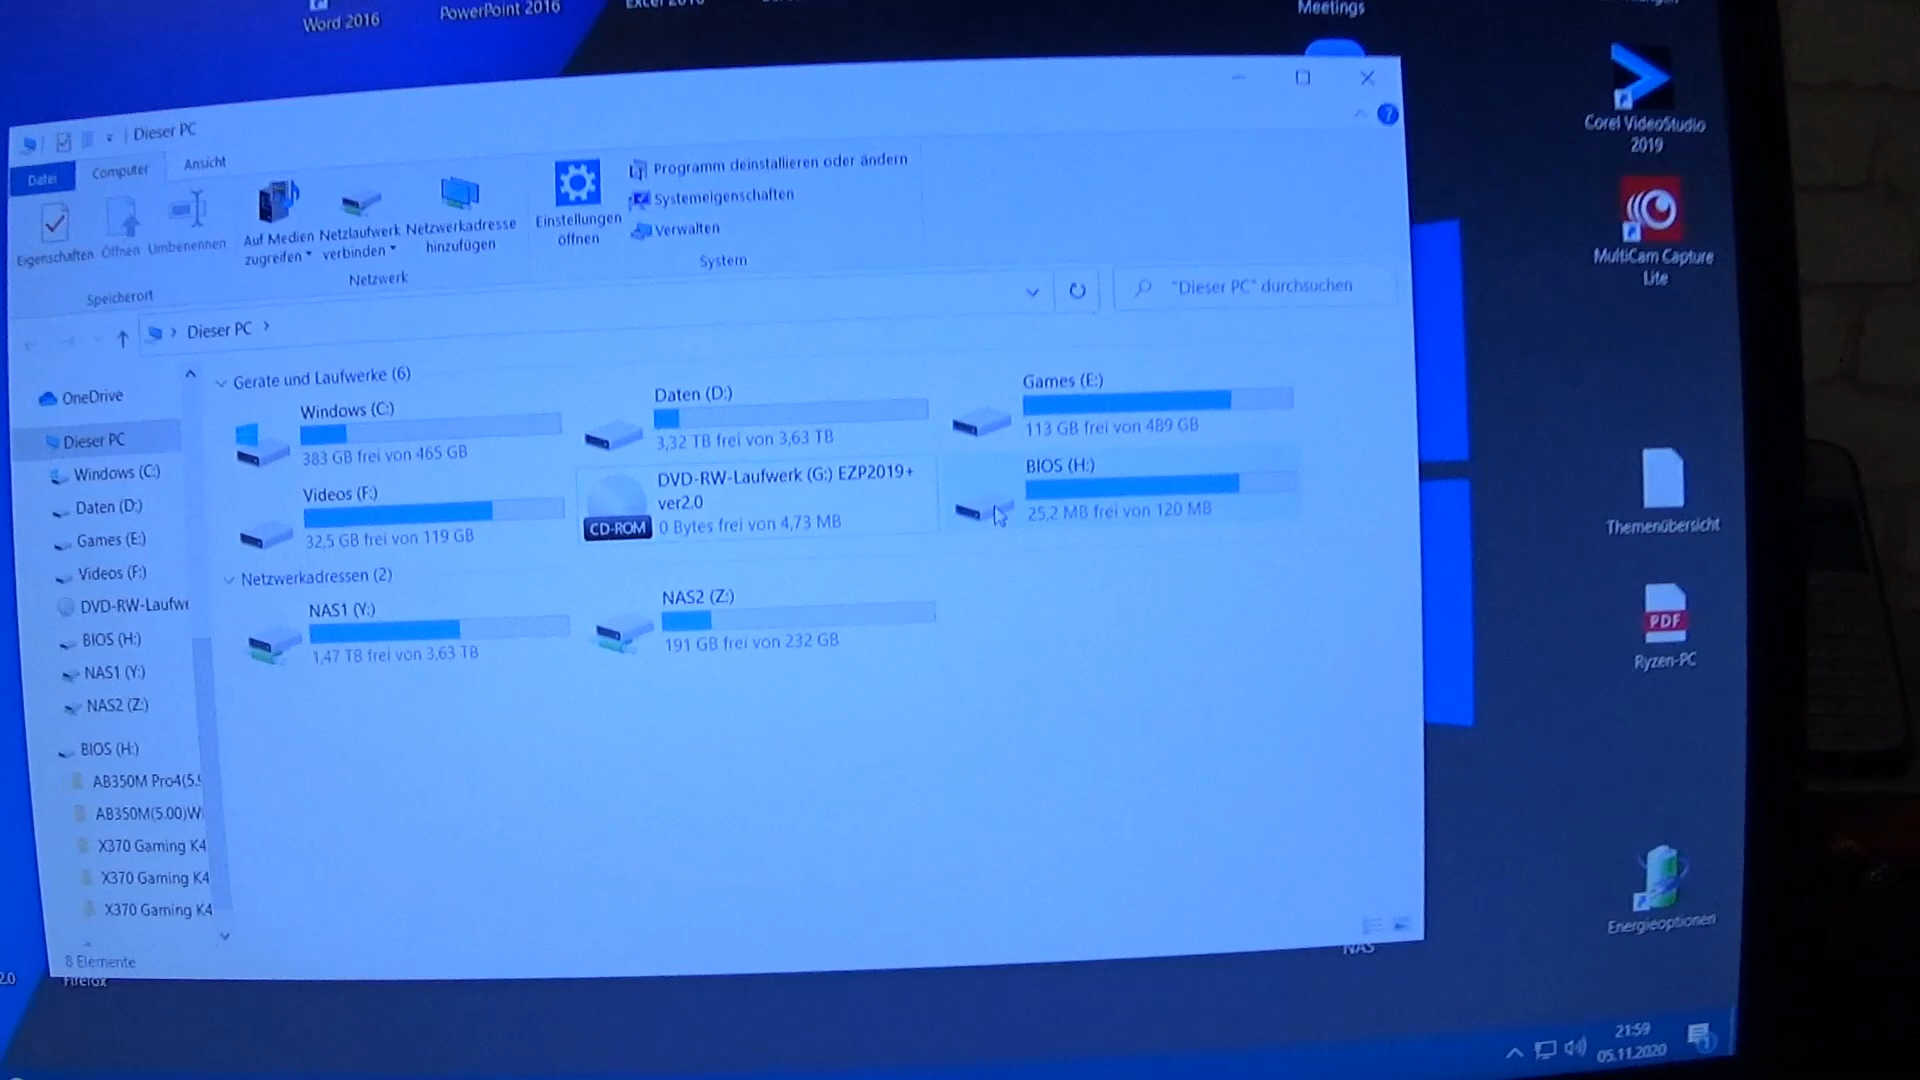 Word 2016
PowerPoint 2016
Meetings
Corel VideoStudio
2019
MultiCam Capture
Lite
Themenübersicht
PDF
Ryzen-PC
Energieoptionen
Dieser PC
Datei
Computer
Ansicht
Eigenschaften
Öffnen
Umbenennen
Speicherort
Auf Medien
zugreifen
Netzlaufwerk
verbinden
Netzwerkadresse
hinzufügen
Netzwerk
Einstellungen
öffnen
Programm deinstallieren oder ändern
Systemeigenschaften
Verwalten
System
Dieser PC
"Dieser PC" durchsuchen
OneDrive
Dieser PC
Windows (C:)
Daten (D:)
Games (E:)
Videos (F:)
DVD-RW-Laufw
BIOS (H:)
NAS1 (Y:)
NAS2 (Z:)
BIOS (H:)
AB350M Pro4(5.
AB350M(5.00)W
X370 Gaming K4
X370 Gaming K4
X370 Gaming K4
8 Elemente
Geräte und Laufwerke (6)
Windows (C:)
383 GB frei von 465 GB
Daten (D:)
3,32 TB frei von 3,63 TB
Games (E:)
113 GB frei von 489 GB
Videos (F:)
32,5 GB frei von 119 GB
DVD-RW-Laufwerk (G:) EZP2019+
ver2.0
CD-ROM
0 Bytes frei von 4,73 MB
BIOS (H:)
25,2 MB frei von 120 MB
Netzwerkadressen (2)
NAS1 (Y:)
1,47 TB frei von 3,63 TB
NAS2 (Z:)
191 GB frei von 232 GB
NAS
2.0
Firefox
21:59
05.11.2020